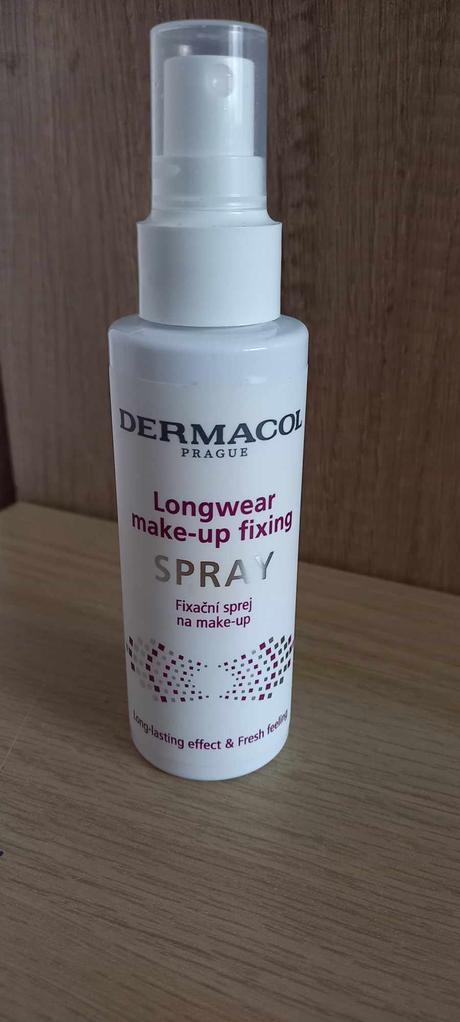 DERMACOL
PRAGUE
Longwear
make-up fixing
SPRAY
Fixační sprej
na make-up
Long-lasting effect & Fresh feeling